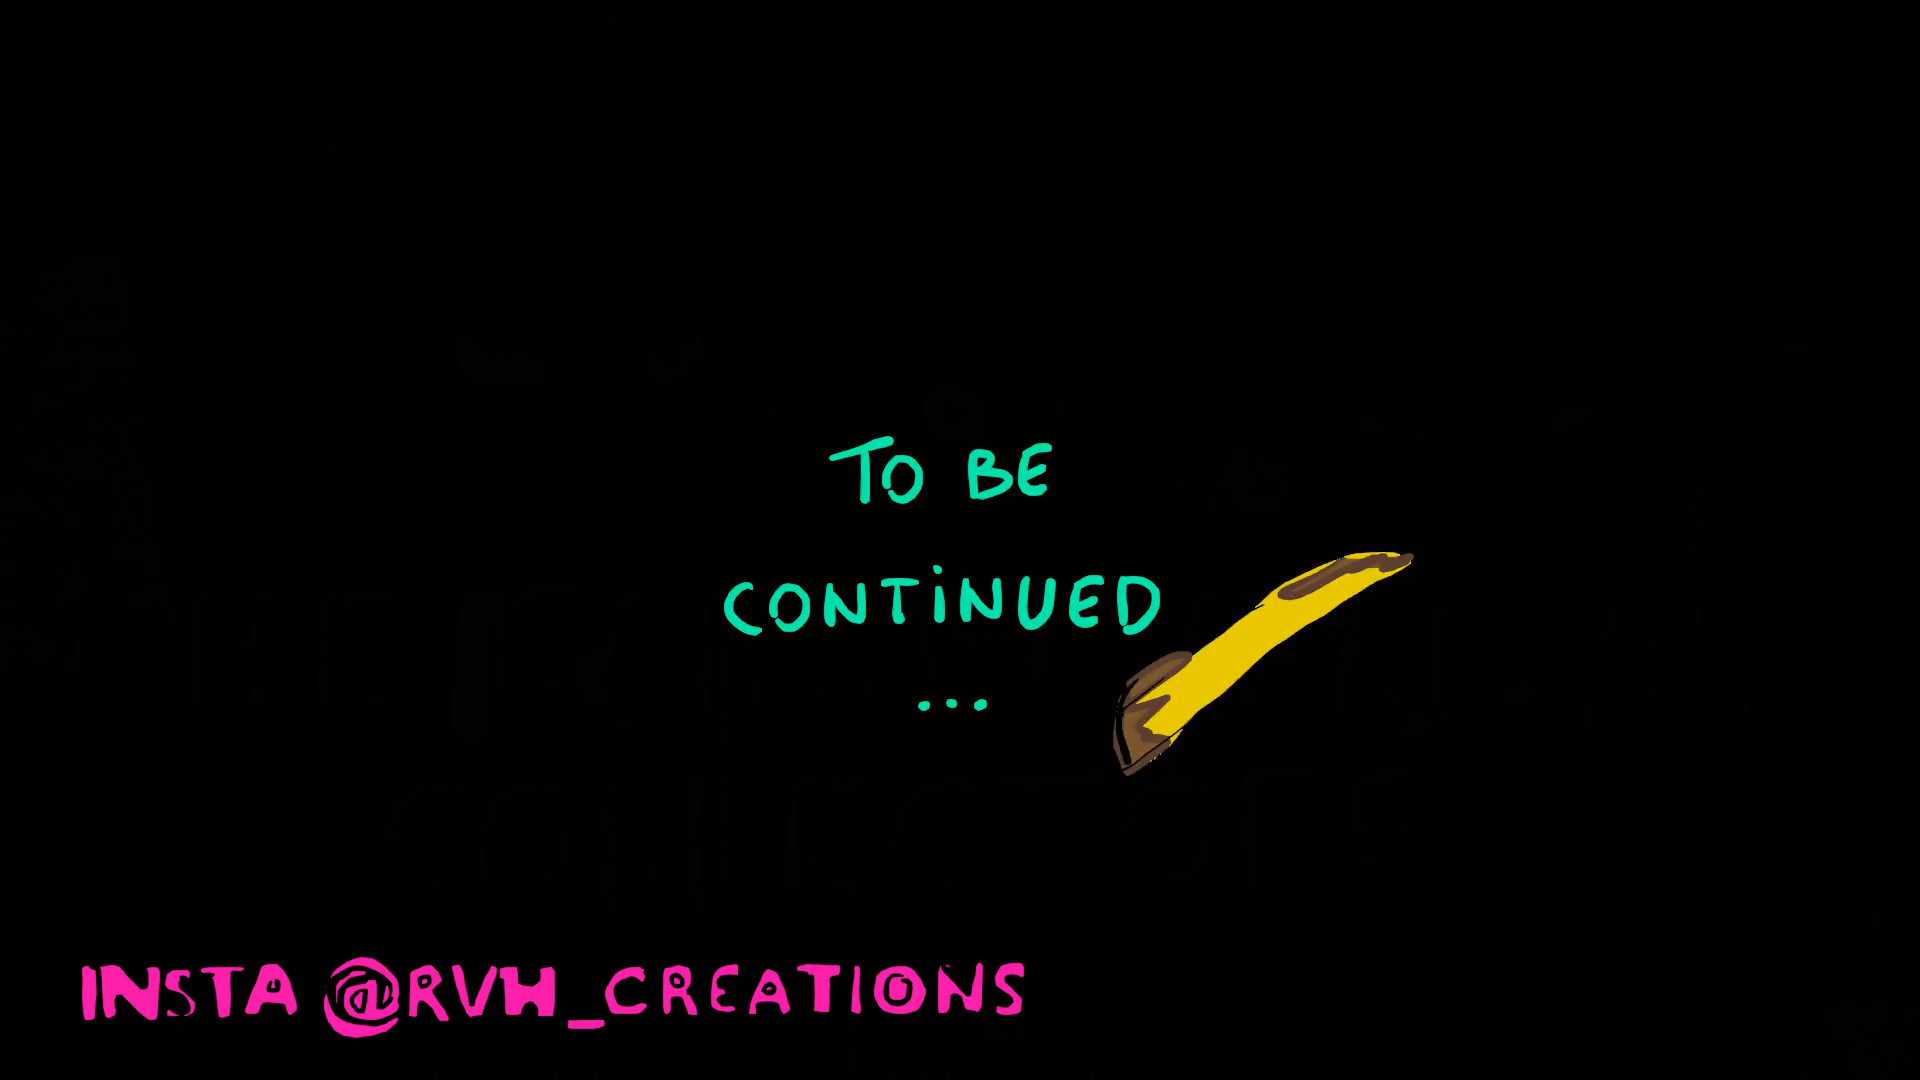 TO BE
CONTiNUED
...
INSTA @RVH_CREATIONS